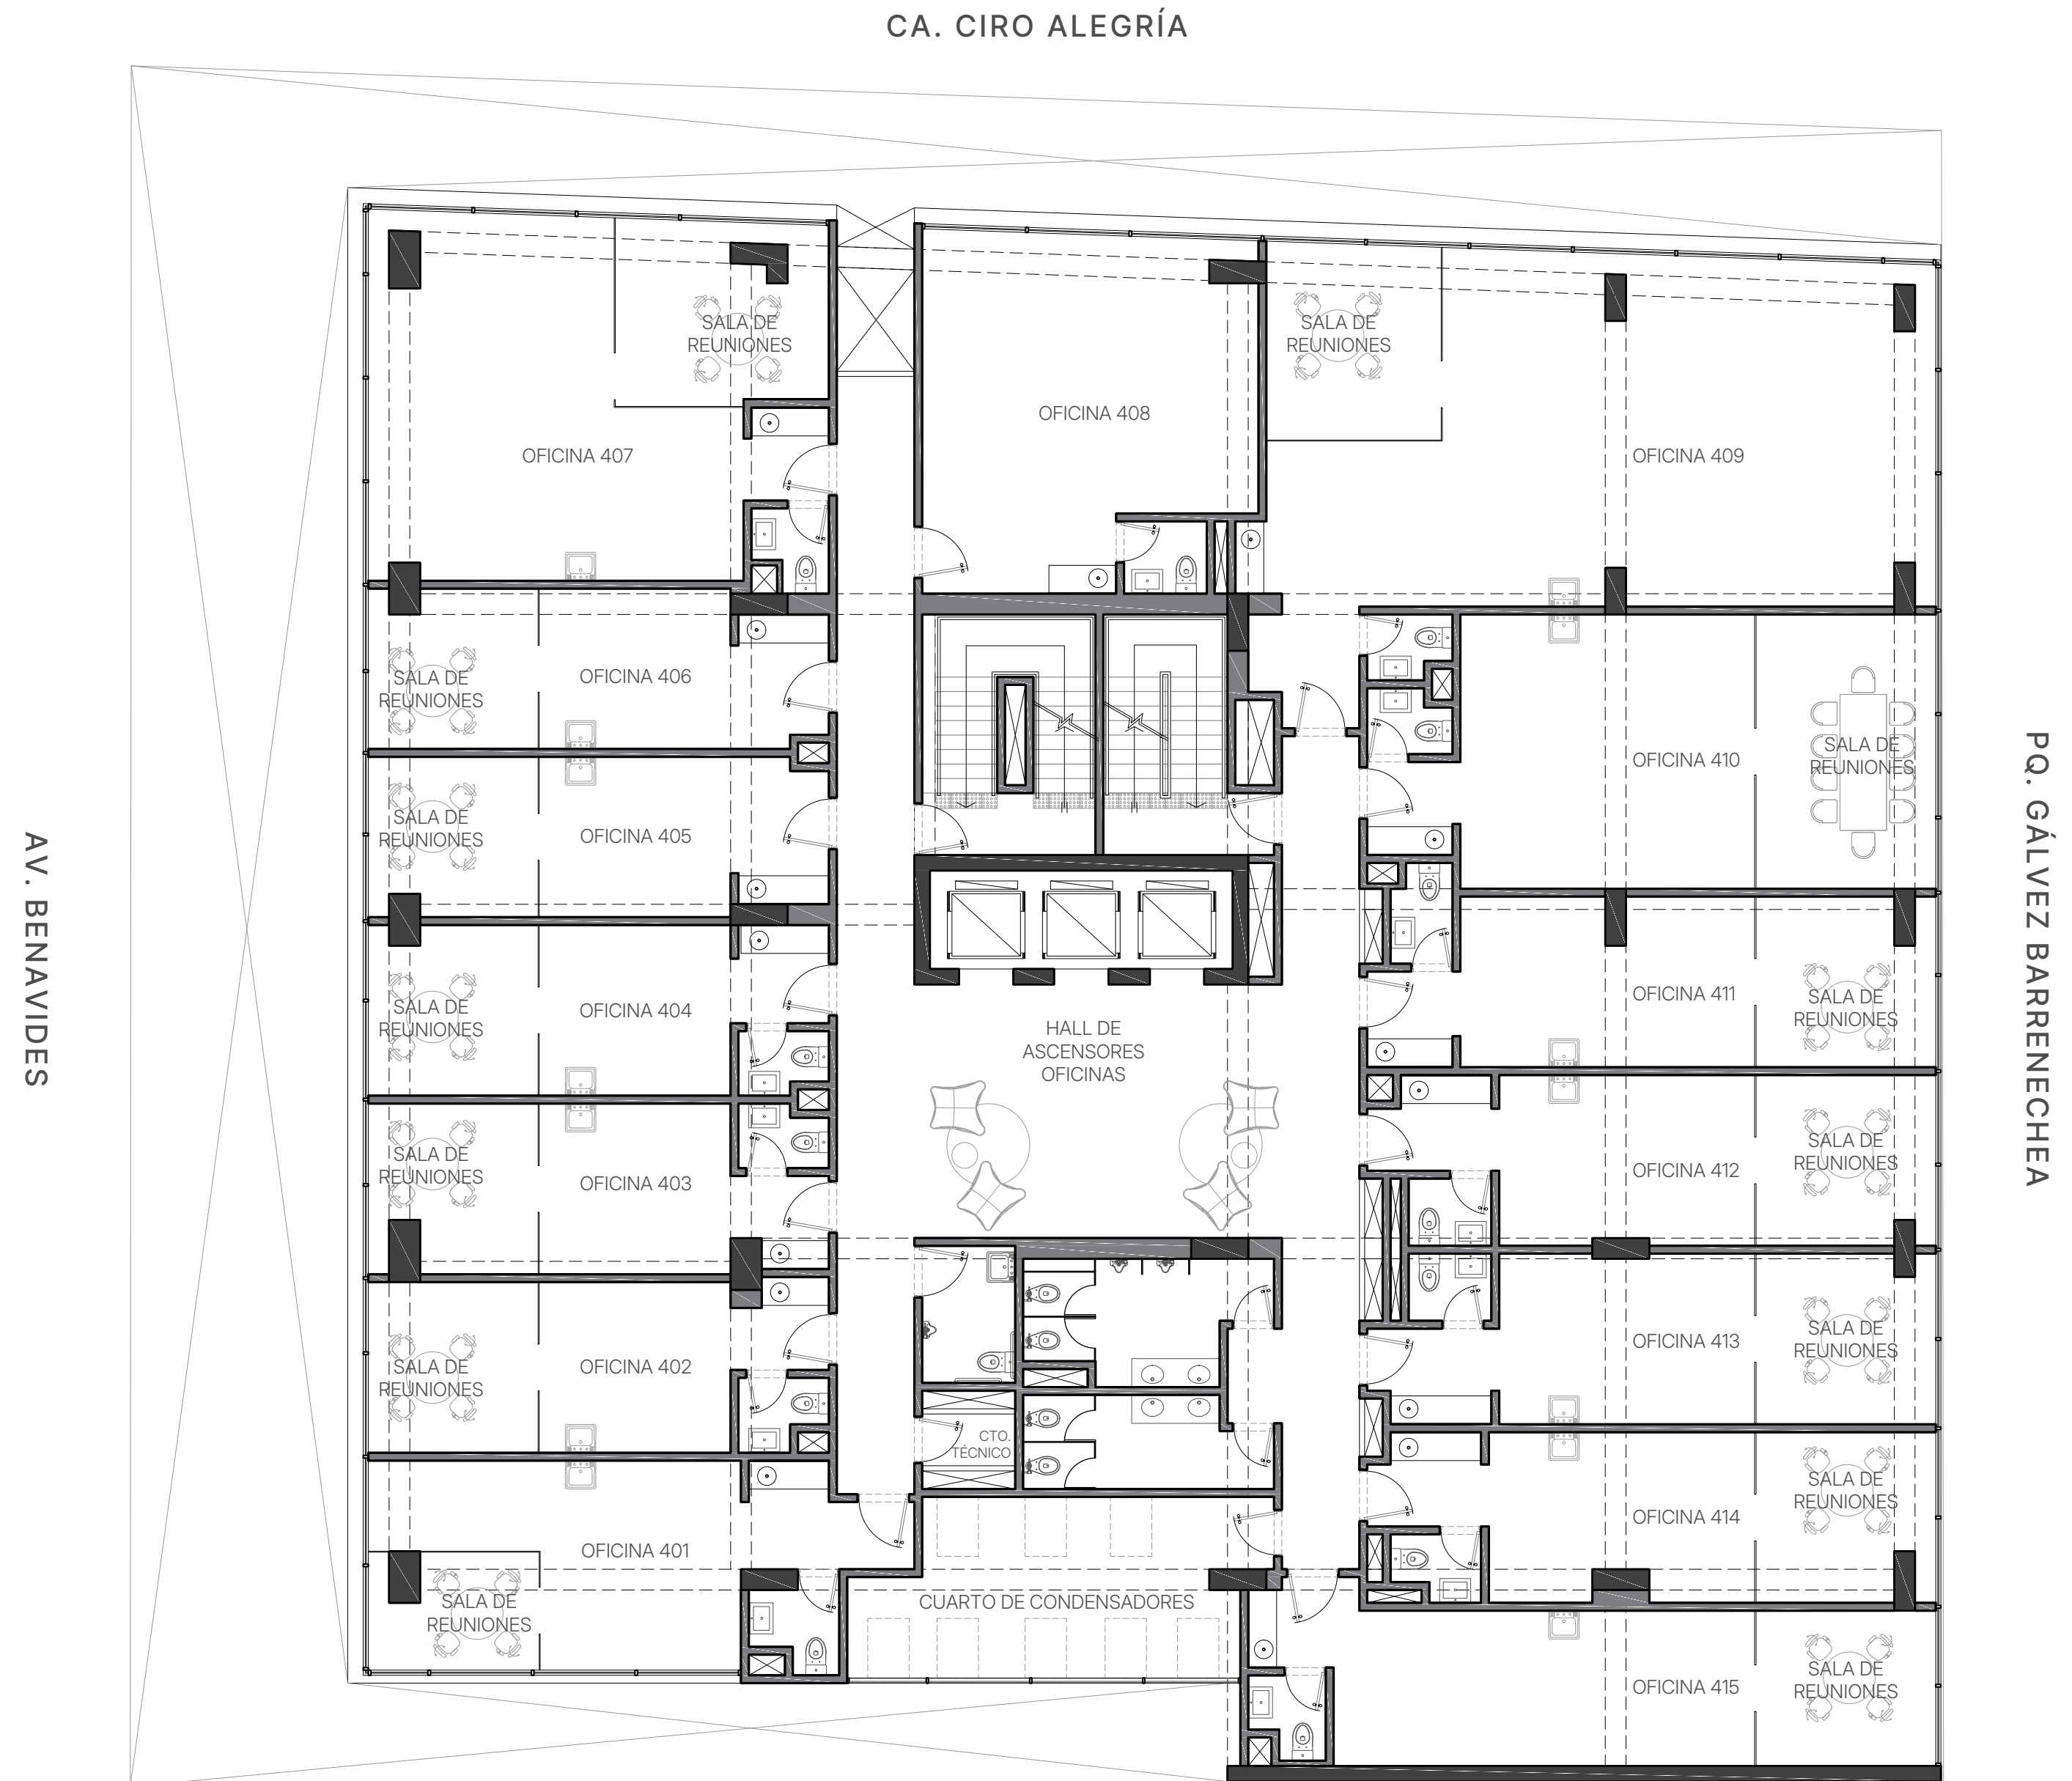 CA. CIRO ALEGRÍA
AV. BENAVIDES
PQ. GÁLVEZ BARRENECHEA
SALA DE
REUNIONES
OFICINA 407
OFICINA 408
SALA DE
REUNIONES
OFICINA 409
SALA DE
REUNIONES
OFICINA 406
SALA DE
REUNIONES
OFICINA 405
SALA DE
REUNIONES
OFICINA 404
SALA DE
REUNIONES
OFICINA 403
SALA DE
REUNIONES
OFICINA 402
OFICINA 401
SALA DE
REUNIONES
HALL DE
ASCENSORES
OFICINAS
CTO.
TÉCNICO
CUARTO DE CONDENSADORES
OFICINA 410
SALA DE
REUNIONES
OFICINA 411
SALA DE
REUNIONES
OFICINA 412
SALA DE
REUNIONES
OFICINA 413
SALA DE
REUNIONES
OFICINA 414
SALA DE
REUNIONES
OFICINA 415
SALA DE
REUNIONES